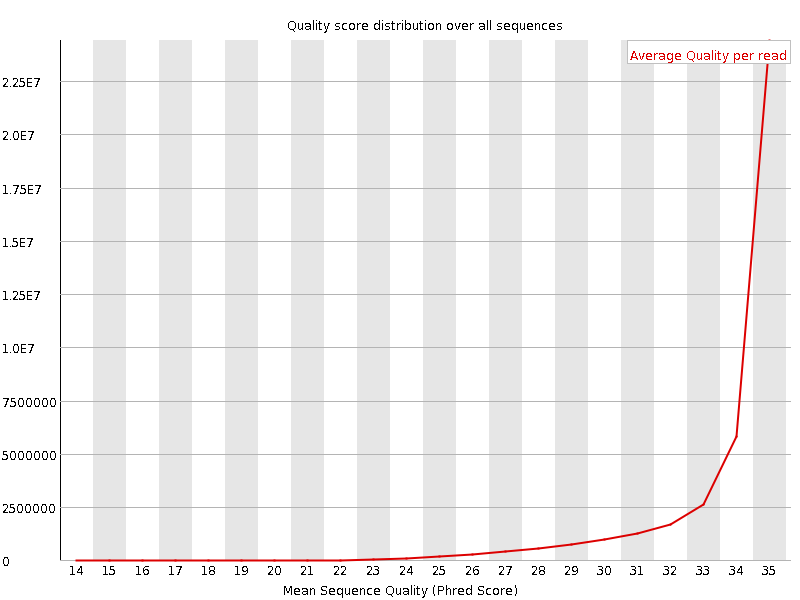 Quality score distribution over all sequences
Average Quality per read
2.25E7
2.0E7
1.75E7
1.5E7
1.25E7
1.0E7
7500000
5000000
2500000
0
14 15 16 17 18 19 20 21 22 23 24 25 26 27 28 29 30 31 32 33 34 35
Mean Sequence Quality (Phred Score)